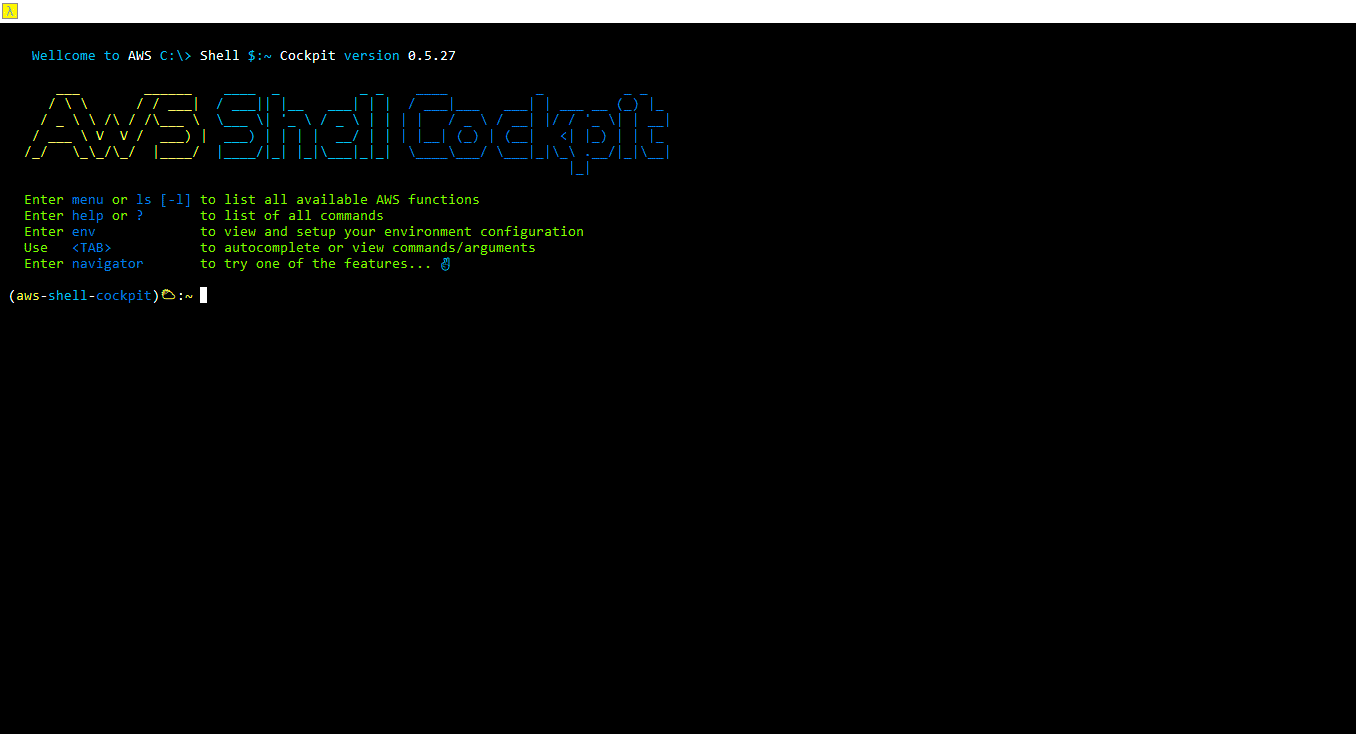 λ
Wellcome to AWS C:\> Shell $:~ Cockpit version 0.5.27
AWS Shell Cockpit
Enter menu or ls [-l] to list all available AWS functions
Enter help or ? to list of all commands
Enter env to view and setup your environment configuration
Use <TAB> to autocomplete or view commands/arguments
Enter navigator to try one of the features... ✌
(aws-shell-cockpit)🌥:~